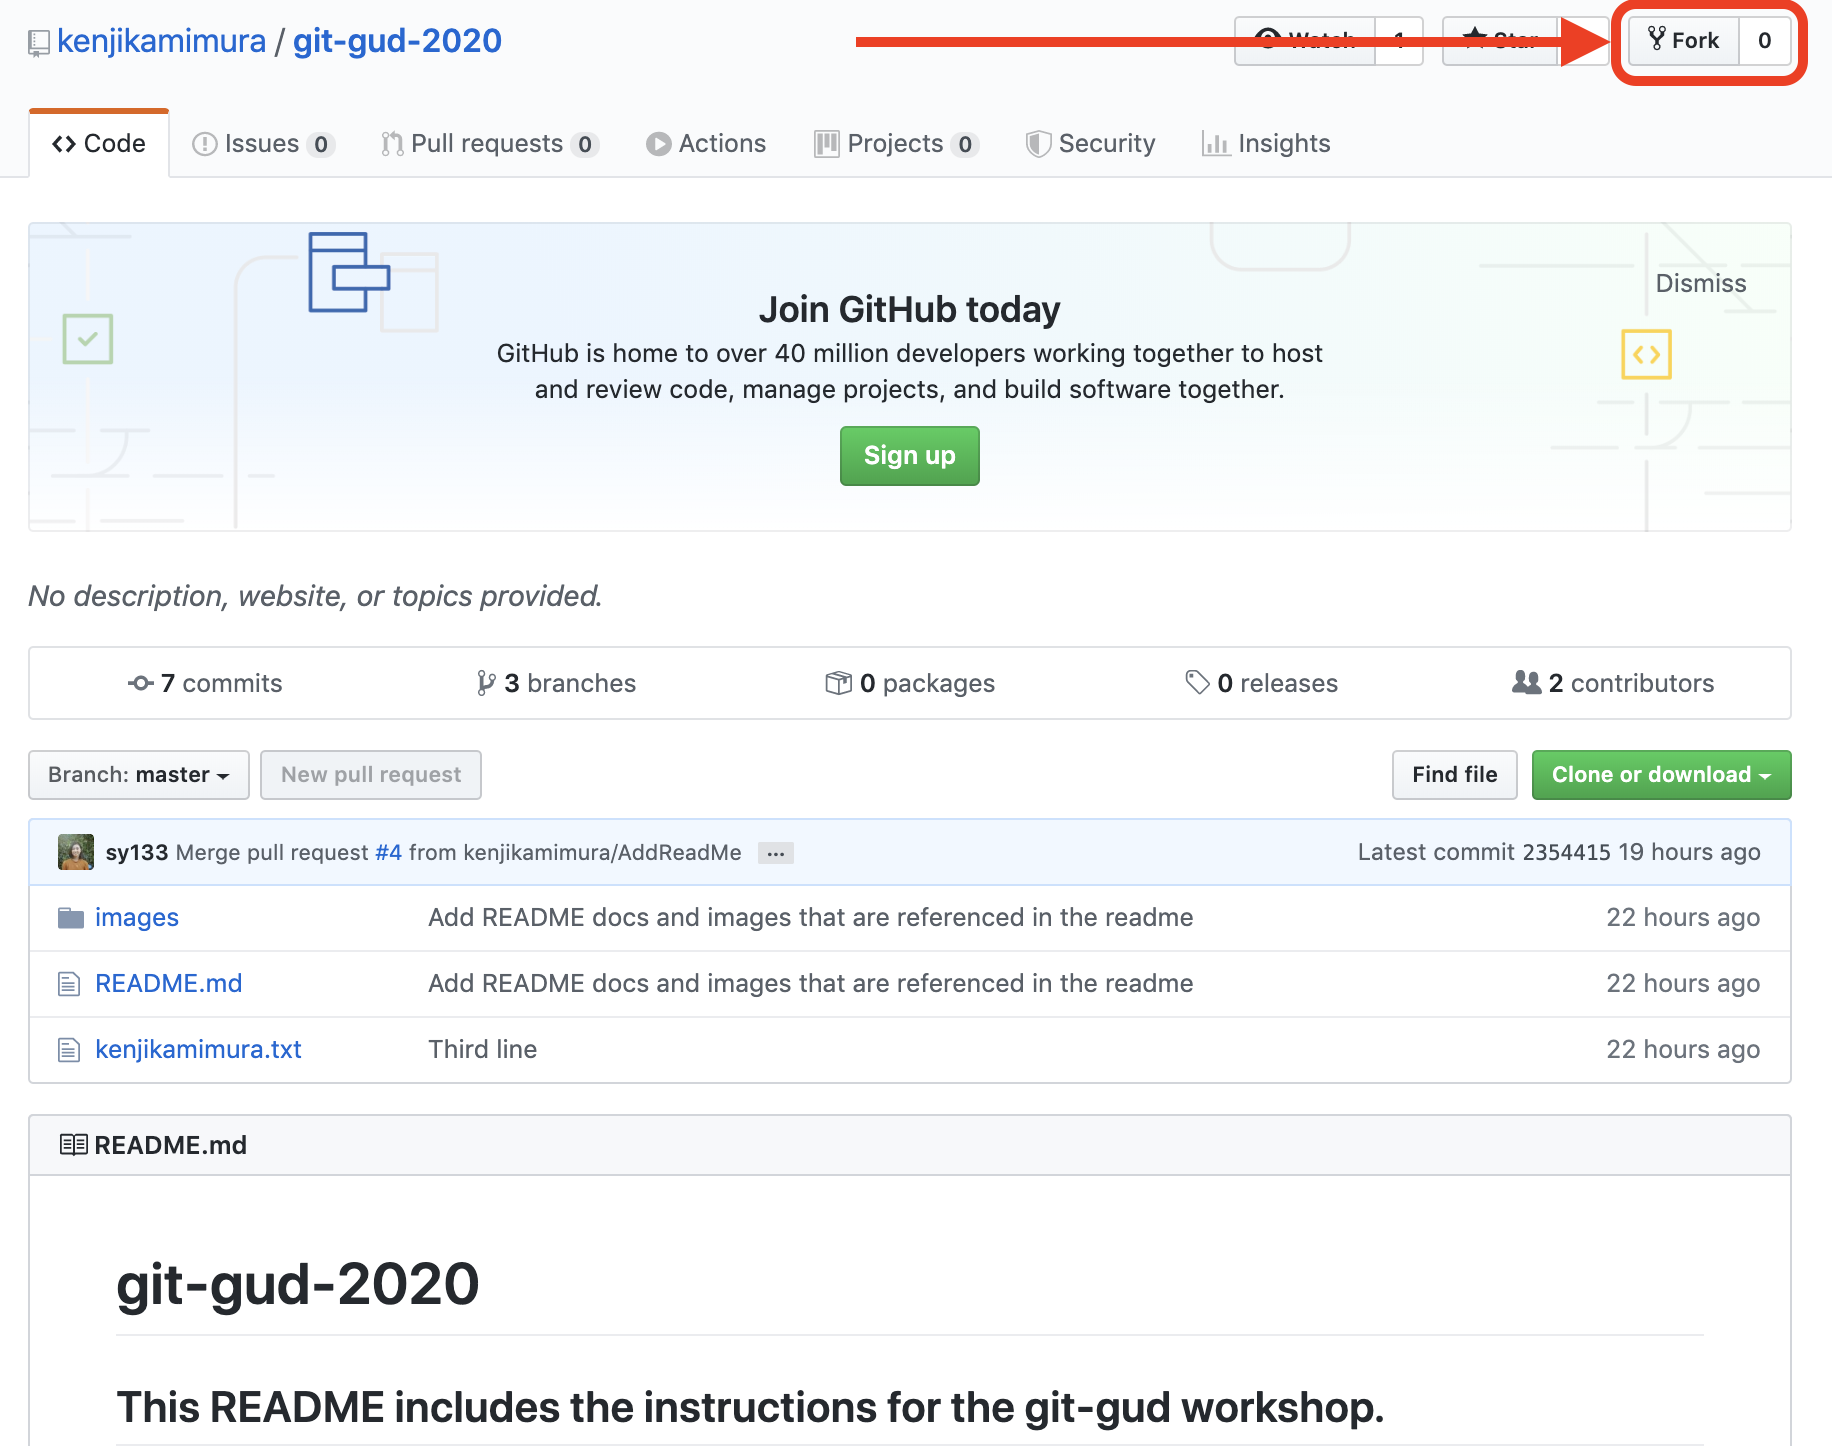 kenjikamimura / git-gud-2020
Watch 1 Star Fork 0
Code Issues 0 Pull requests 0 Actions Projects 0 Security Insights
Dismiss
Join GitHub today
GitHub is home to over 40 million developers working together to host
and review code, manage projects, and build software together.
Sign up
No description, website, or topics provided.
7 commits 3 branches 0 packages 0 releases 2 contributors
Branch: master New pull request Find file Clone or download
sy133 Merge pull request #4 from kenjikamimura/AddReadMe ... Latest commit 2354415 19 hours ago
images Add README docs and images that are referenced in the readme 22 hours ago
README.md Add README docs and images that are referenced in the readme 22 hours ago
kenjikamimura.txt Third line 22 hours ago
README.md
git-gud-2020
This README includes the instructions for the git-gud workshop.